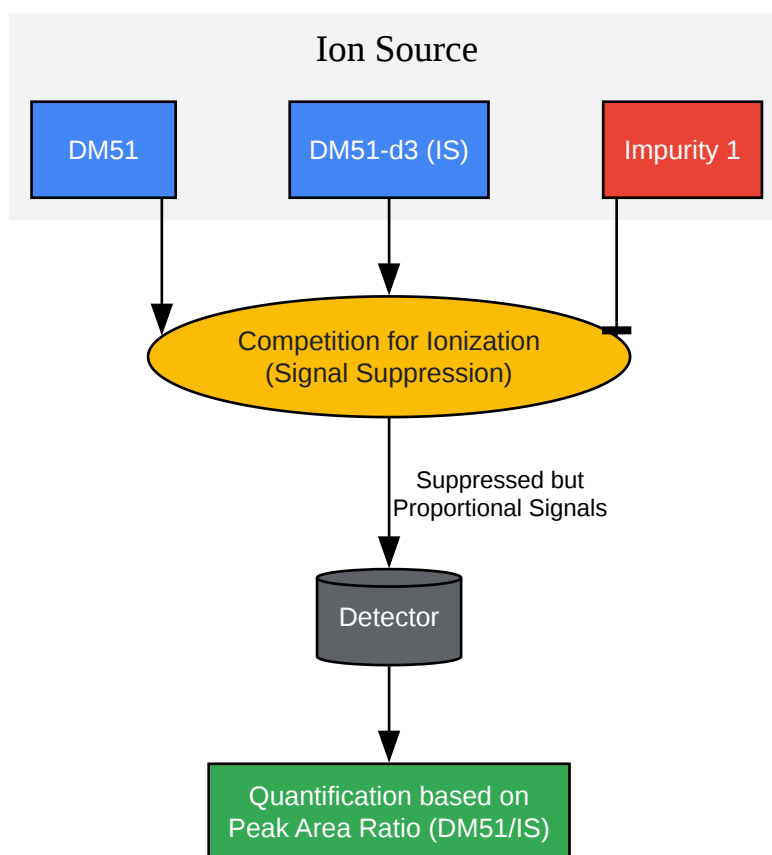 Ion Source
DM51
DM51-d3 (IS)
Impurity 1
Competition for Ionization
(Signal Suppression)
Suppressed but
Proportional Signals
Detector
Quantification based on
Peak Area Ratio (DM51/IS)